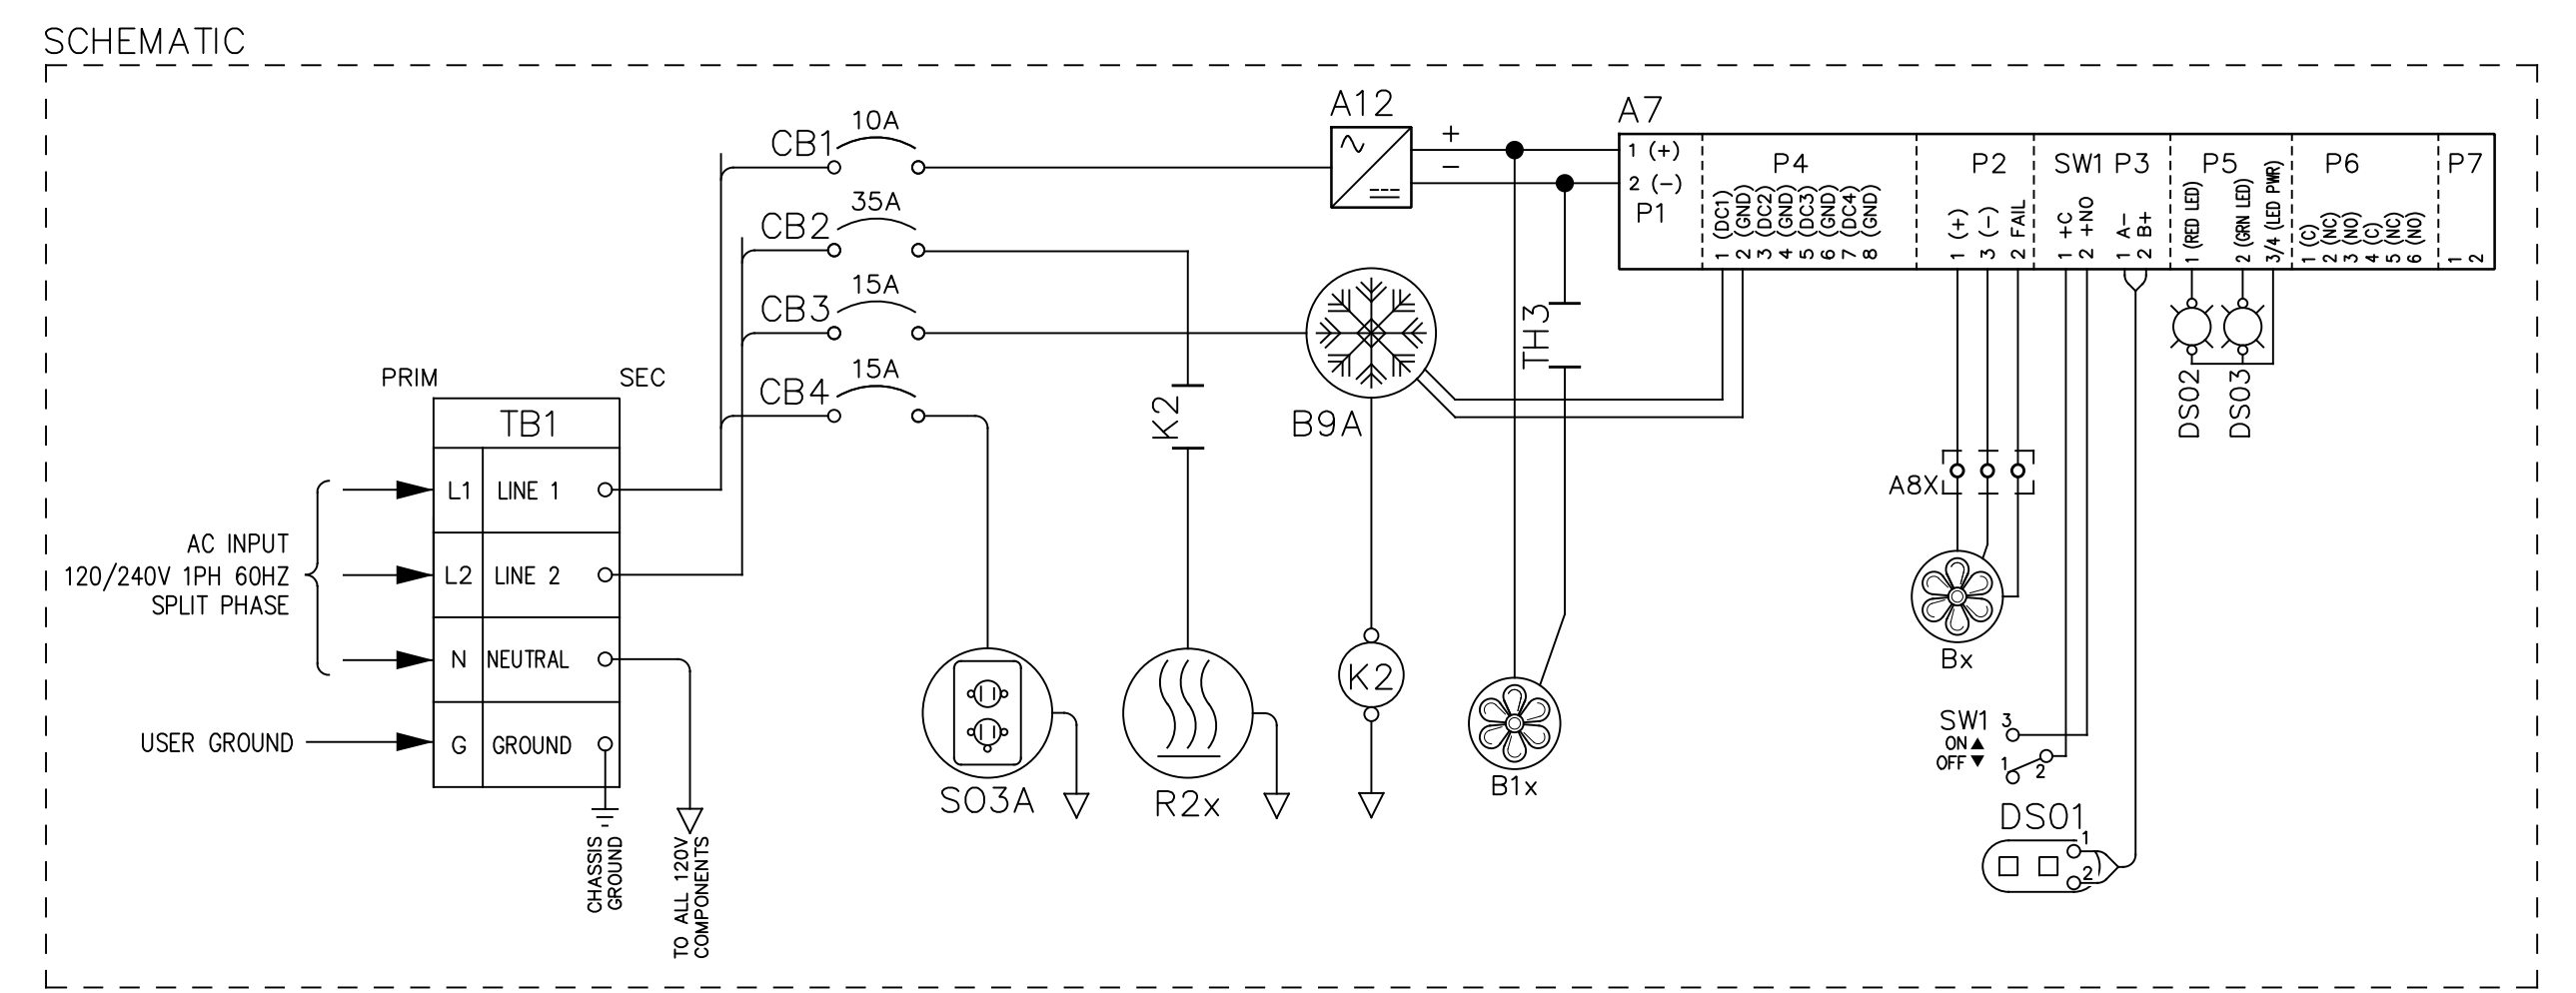 SCHEMATIC
CB1
10A
CB2
35A
CB3
15A
CB4
15A
PRIM
SEC
TB1
L1 LINE 1
L2 LINE 2
N NEUTRAL
G GROUND
AC INPUT
120/240V 1PH 60HZ
SPLIT PHASE
USER GROUND
CHASSIS
GROUND
TO ALL 120V
COMPONENTS
SO3A
K2
R2x
A12
+
−
B9A
K2
TH3
B1x
A7
1 (+)
2 (−)
P1
P4
1 (DC1)
2 (GND)
3 (DC2)
4 (GND)
5 (DC3)
6 (GND)
7 (DC4)
8 (GND)
P2
1 (+)
3 (−)
2 FAIL
SW1
1 +C
2 +NO
P3
1 A−
2 B+
P5
1 (RED LED)
2 (GRN LED)
3/4 (LED PWR)
P6
1 (C)
2 (NC)
3 (NO)
4 (C)
5 (NC)
6 (NO)
P7
1
2
DS02
DS03
A8X
Bx
SW1
3
ON▲
OFF▼
1
2
DS01
1
2